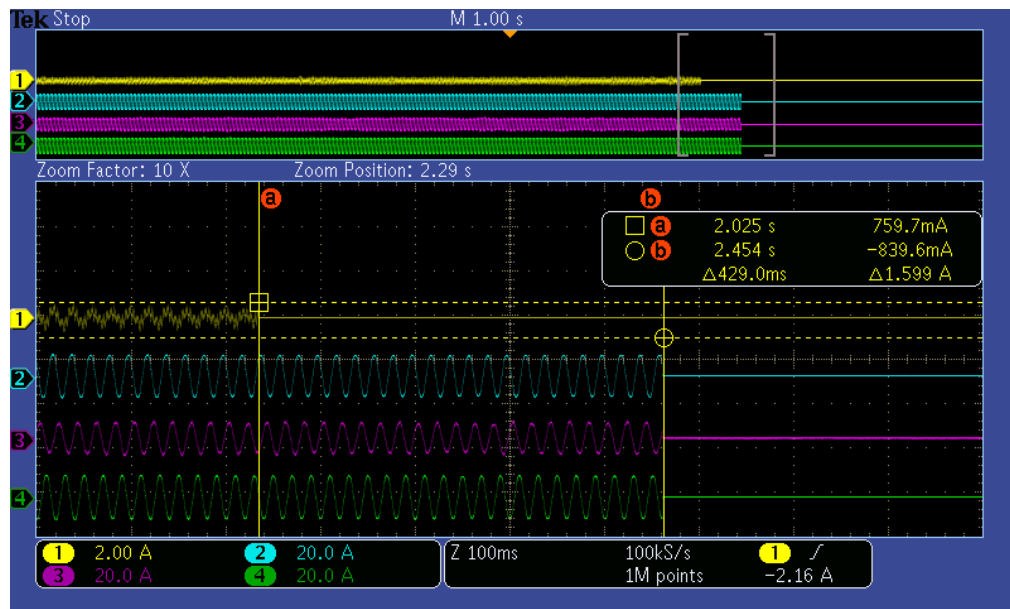 Tek Stop M 1.00 s
1
2
3
4
Zoom Factor: 10 X Zoom Position: 2.29 s
a b
a 2.025 s 759.7mA
b 2.454 s -839.6mA
Δ429.0ms Δ1.599 A
1
2
3
4
1 2.00 A 2 20.0 A Z 100ms 100kS/s 1
3 20.0 A 4 20.0 A 1M points -2.16 A